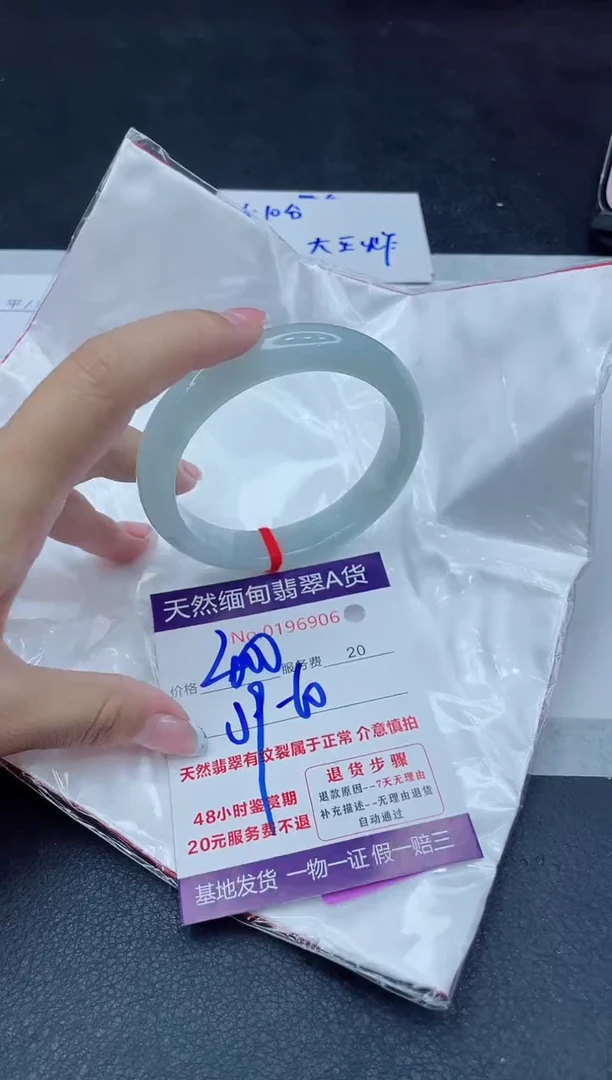 大王炸
天然缅甸翡翠A货
No.0196906
价格 2000 服务费 20
天然翡翠有纹裂属于正常 介意慎拍
48小时鉴赏期
20元服务费不退
退货步骤
退款原因--7天无理由
补充描述--无理由退货
自动通过
基地发货 一物一证 假一赔三